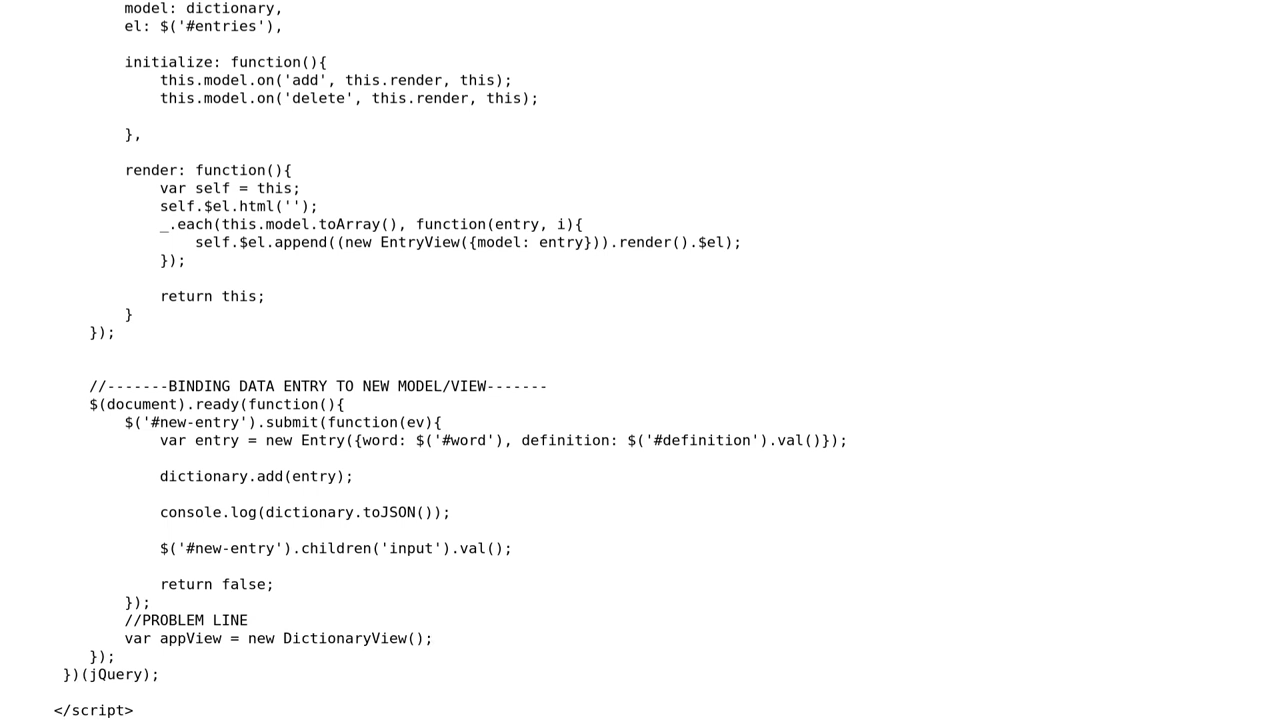 model: dictionary,
el: $('#entries'),
initialize: function(){
this.model.on('add', this.render, this);
this.model.on('delete', this.render, this);
},
render: function(){
var self = this;
self.$el.html('');
_.each(this.model.toArray(), function(entry, i){
self.$el.append((new EntryView({model: entry})).render().$el);
});
return this;
}
});
//-------BINDING DATA ENTRY TO NEW MODEL/VIEW-------
$(document).ready(function(){
$('#new-entry').submit(function(ev){
var entry = new Entry({word: $('#word'), definition: $('#definition').val()});
dictionary.add(entry);
console.log(dictionary.toJSON());
$('#new-entry').children('input').val();
return false;
});
//PROBLEM LINE
var appView = new DictionaryView();
});
})(jQuery);
</script>